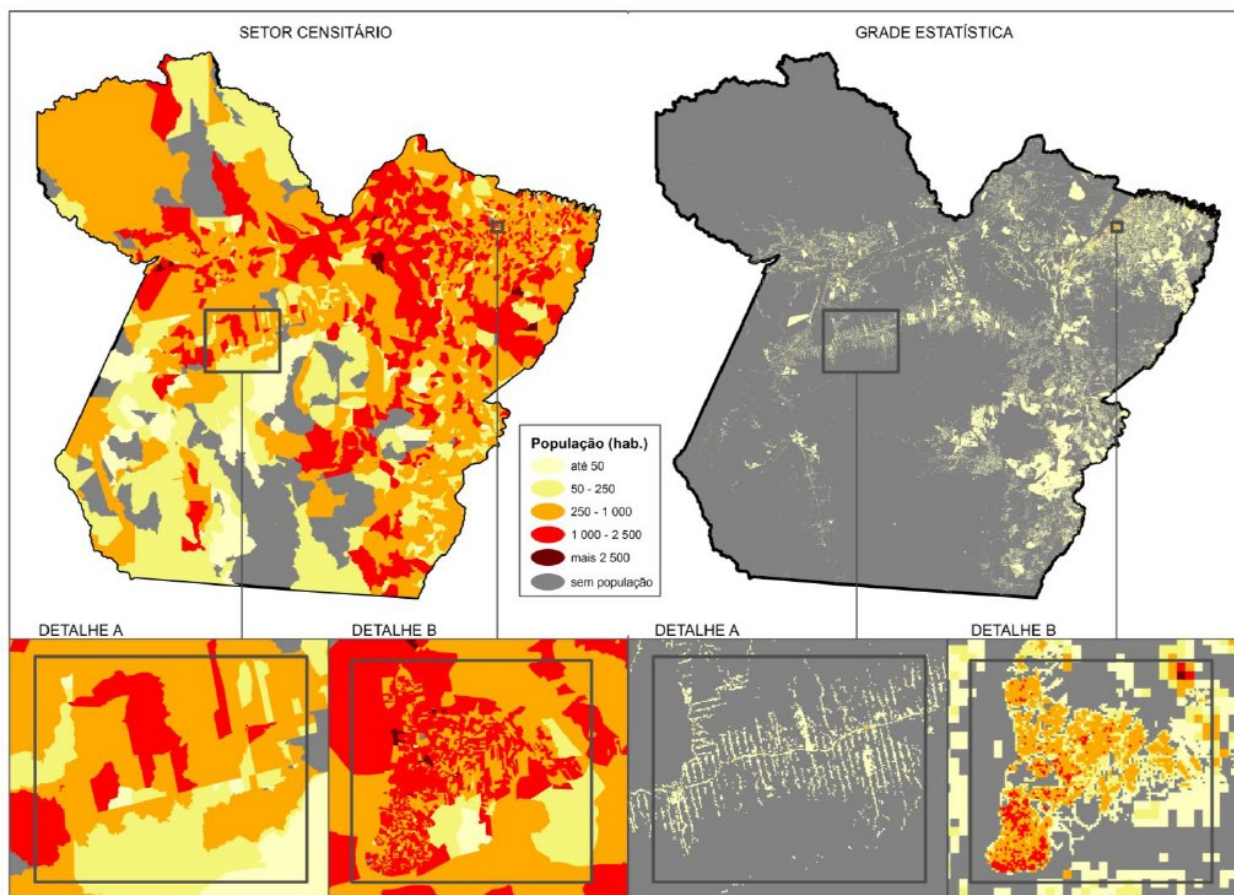 SETOR CENSITÁRIO
GRADE ESTATÍSTICA
População (hab.)
até 50
50 - 250
250 - 1 000
1 000 - 2 500
mais 2 500
sem população
DETALHE A
DETALHE B
DETALHE A
DETALHE B